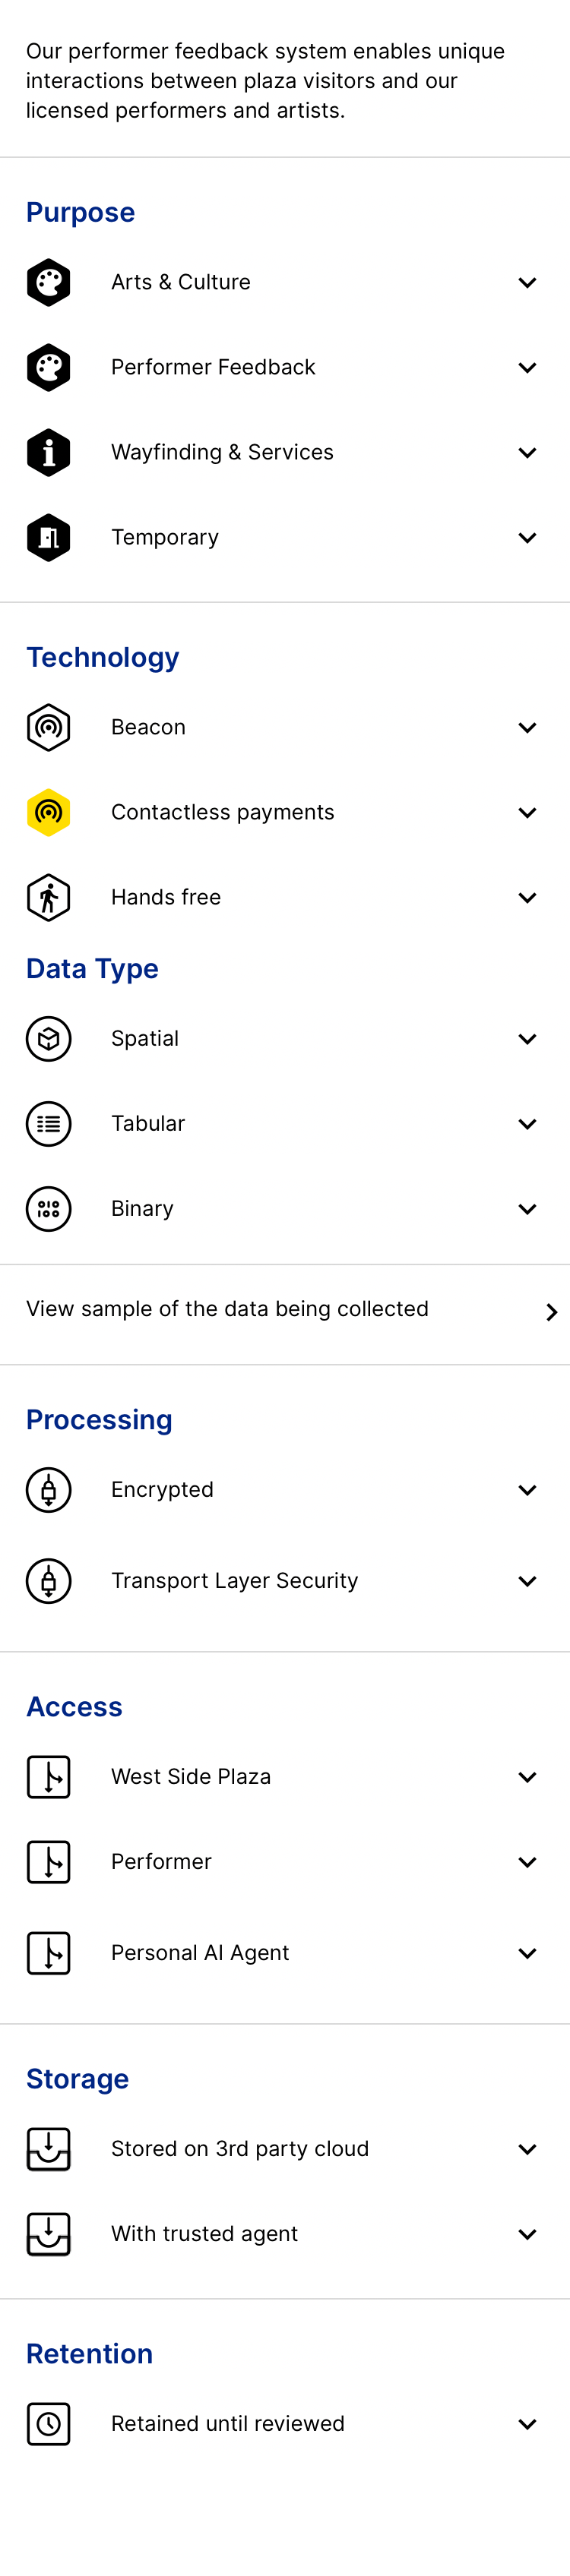 Our performer feedback system enables unique
interactions between plaza visitors and our
licensed performers and artists.
Purpose
Arts & Culture
Performer Feedback
Wayfinding & Services
Temporary
Technology
Beacon
Contactless payments
Hands free
Data Type
Spatial
Tabular
Binary
View sample of the data being collected
Processing
Encrypted
Transport Layer Security
Access
West Side Plaza
Performer
Personal AI Agent
Storage
Stored on 3rd party cloud
With trusted agent
Retention
Retained until reviewed